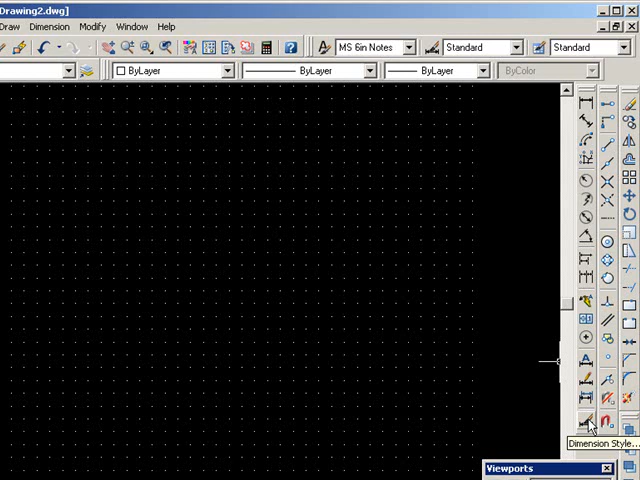 Drawing2.dwg]
Draw Dimension Modify Window Help
MS 6in Notes Standard Standard
ByLayer ByLayer ByLayer ByColor
Dimension Style...
Viewports